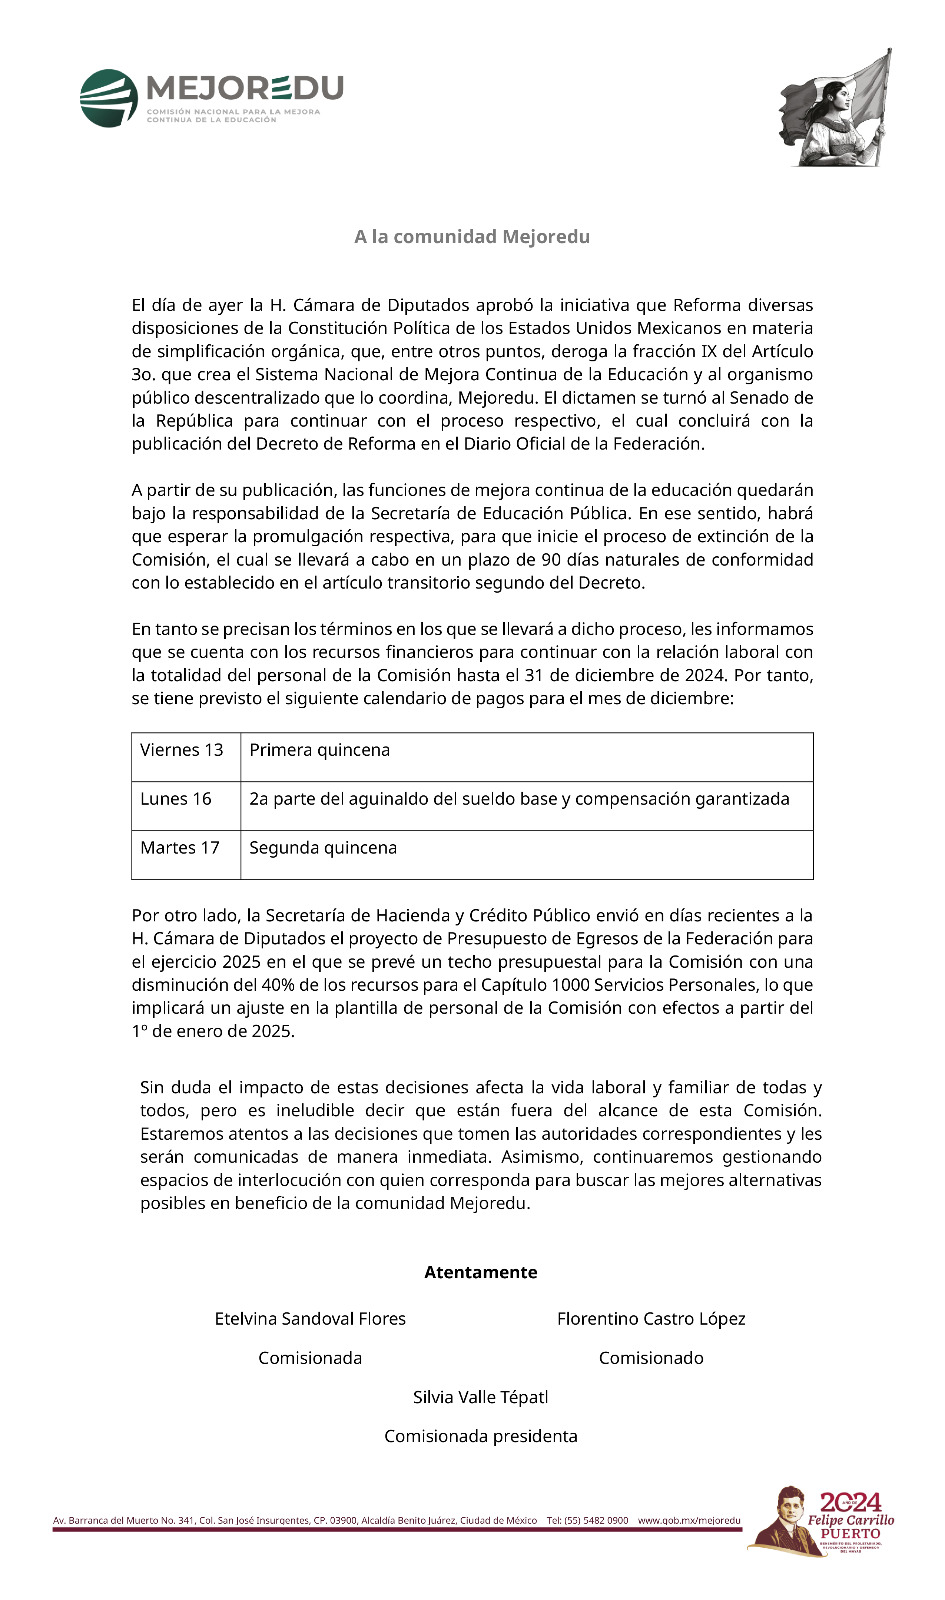 MEJOREDU
COMISIÓN NACIONAL PARA LA MEJORA
CONTINUA DE LA EDUCACIÓN
A la comunidad Mejoredu
El día de ayer la H. Cámara de Diputados aprobó la iniciativa que Reforma diversas
disposiciones de la Constitución Política de los Estados Unidos Mexicanos en materia
de simplificación orgánica, que, entre otros puntos, deroga la fracción IX del Artículo
3o. que crea el Sistema Nacional de Mejora Continua de la Educación y al organismo
público descentralizado que lo coordina, Mejoredu. El dictamen se turnó al Senado de
la República para continuar con el proceso respectivo, el cual concluirá con la
publicación del Decreto de Reforma en el Diario Oficial de la Federación.
A partir de su publicación, las funciones de mejora continua de la educación quedarán
bajo la responsabilidad de la Secretaría de Educación Pública. En ese sentido, habrá
que esperar la promulgación respectiva, para que inicie el proceso de extinción de la
Comisión, el cual se llevará a cabo en un plazo de 90 días naturales de conformidad
con lo establecido en el artículo transitorio segundo del Decreto.
En tanto se precisan los términos en los que se llevará a dicho proceso, les informamos
que se cuenta con los recursos financieros para continuar con la relación laboral con
la totalidad del personal de la Comisión hasta el 31 de diciembre de 2024. Por tanto,
se tiene previsto el siguiente calendario de pagos para el mes de diciembre:
Viernes 13 Primera quincena
Lunes 16 2a parte del aguinaldo del sueldo base y compensación garantizada
Martes 17 Segunda quincena
Por otro lado, la Secretaría de Hacienda y Crédito Público envió en días recientes a la
H. Cámara de Diputados el proyecto de Presupuesto de Egresos de la Federación para
el ejercicio 2025 en el que se prevé un techo presupuestal para la Comisión con una
disminución del 40% de los recursos para el Capítulo 1000 Servicios Personales, lo que
implicará un ajuste en la plantilla de personal de la Comisión con efectos a partir del
1º de enero de 2025.
Sin duda el impacto de estas decisiones afecta la vida laboral y familiar de todas y
todos, pero es ineludible decir que están fuera del alcance de esta Comisión.
Estaremos atentos a las decisiones que tomen las autoridades correspondientes y les
serán comunicadas de manera inmediata. Asimismo, continuaremos gestionando
espacios de interlocución con quien corresponda para buscar las mejores alternativas
posibles en beneficio de la comunidad Mejoredu.
Atentamente
Etelvina Sandoval Flores Florentino Castro López
Comisionada Comisionado
Silvia Valle Tépatl
Comisionada presidenta
Av. Barranca del Muerto No. 341, Col. San José Insurgentes, CP. 03900, Alcaldía Benito Juárez, Ciudad de México Tel: (55) 5482 0900 www.gob.mx/mejoredu
2024
AÑO DE
Felipe Carrillo
PUERTO
BENEMÉRITO DEL PROLETARIADO,
REVOLUCIONARIO Y DEFENSOR
DEL MAYAB